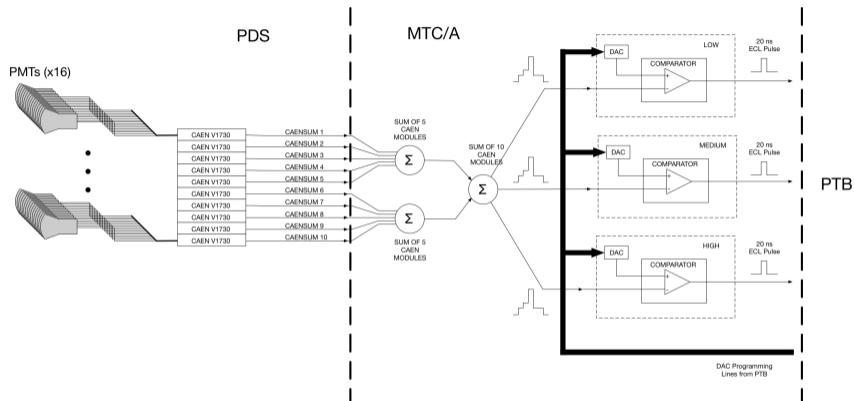 PDS
MTC/A
PTB
PMTs (x16)
CAEN V1730
CAEN V1730
CAEN V1730
CAEN V1730
CAEN V1730
CAEN V1730
CAEN V1730
CAEN V1730
CAEN V1730
CAEN V1730
CAENSUM 1
CAENSUM 2
CAENSUM 3
CAENSUM 4
CAENSUM 5
CAENSUM 6
CAENSUM 7
CAENSUM 8
CAENSUM 9
CAENSUM 10
SUM OF 5
CAEN
MODULES
Σ
Σ
SUM OF 5
CAEN
MODULES
SUM OF 10
CAEN
MODULES
Σ
LOW
DAC
COMPARATOR
+
-
20 ns
ECL Pulse
MEDIUM
DAC
COMPARATOR
+
-
20 ns
ECL Pulse
HIGH
DAC
COMPARATOR
+
-
20 ns
ECL Pulse
DAC Programming
Lines from PTB